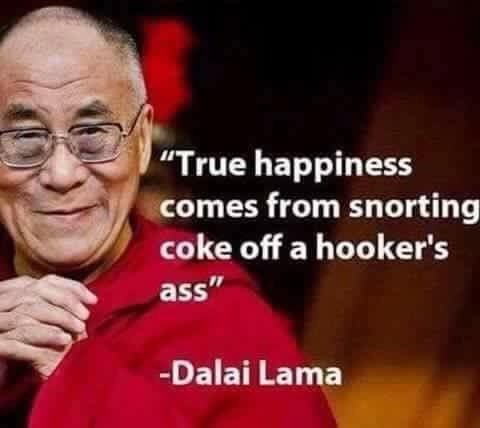 “True happiness
comes from snorting
coke off a hooker's
ass”
-Dalai Lama